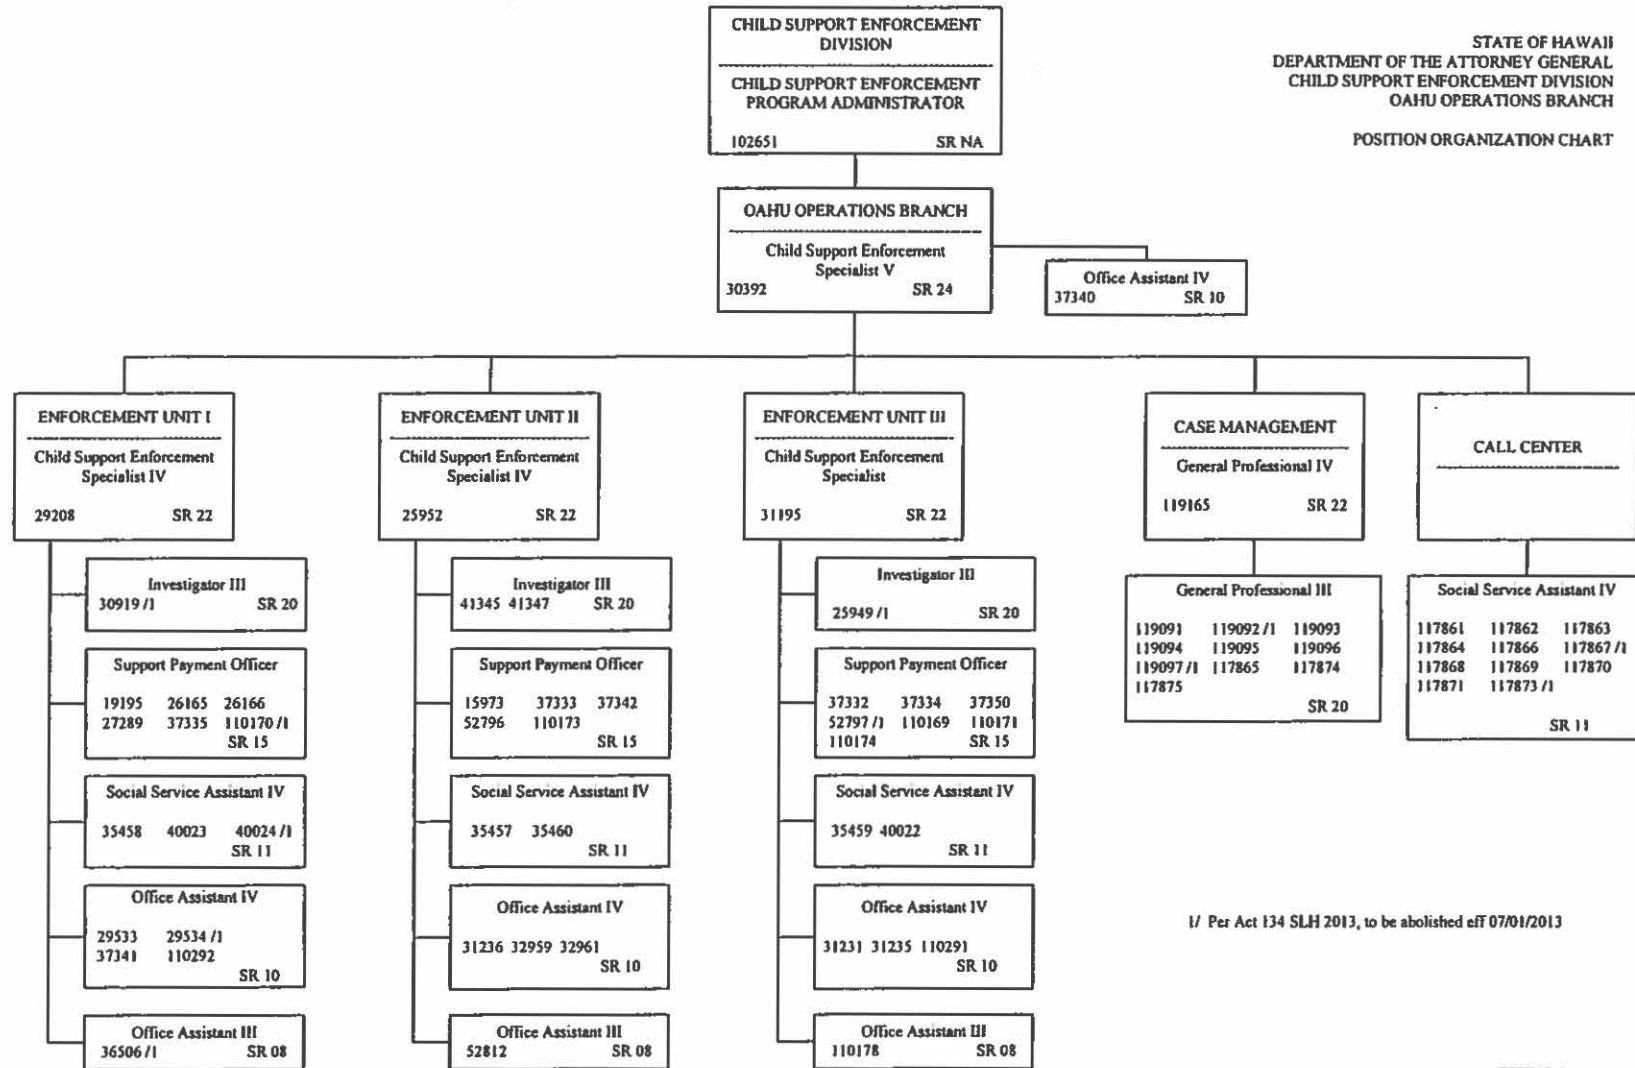 CHILD SUPPORT ENFORCEMENT
DIVISION
CHILD SUPPORT ENFORCEMENT
PROGRAM ADMINISTRATOR
102651 SR NA
STATE OF HAWAII
DEPARTMENT OF THE ATTORNEY GENERAL
CHILD SUPPORT ENFORCEMENT DIVISION
OAHU OPERATIONS BRANCH
POSITION ORGANIZATION CHART
OAHU OPERATIONS BRANCH
Child Support Enforcement
Specialist V
30392 SR 24
Office Assistant IV
37340 SR 10
ENFORCEMENT UNIT I
Child Support Enforcement
Specialist IV
29208 SR 22
Investigator III
30919 /1 SR 20
Support Payment Officer
19195 26165 26166
27289 37335 110170 /1
SR 15
Social Service Assistant IV
35458 40023 40024 /1
SR 11
Office Assistant IV
29533 29534 /1
37341 110292
SR 10
Office Assistant III
36506 /1 SR 08
ENFORCEMENT UNIT II
Child Support Enforcement
Specialist IV
25952 SR 22
Investigator III
41345 41347 SR 20
Support Payment Officer
15973 37333 37342
52796 110173
SR 15
Social Service Assistant IV
35457 35460
SR 11
Office Assistant IV
31236 32959 32961
SR 10
Office Assistant III
52812 SR 08
ENFORCEMENT UNIT III
Child Support Enforcement
Specialist
31195 SR 22
Investigator III
25949 /1 SR 20
Support Payment Officer
37332 37334 37350
52797 /1 110169 110171
110174 SR 15
Social Service Assistant IV
35459 40022
SR 11
Office Assistant IV
31231 31235 110291
SR 10
Office Assistant III
110178 SR 08
CASE MANAGEMENT
General Professional IV
119165 SR 22
General Professional III
119091 119092 /1 119093
119094 119095 119096
119097 /1 117865 117874
117875
SR 20
CALL CENTER
Social Service Assistant IV
117861 117862 117863
117864 117866 117867 /1
117868 117869 117870
117871 117873 /1
SR 11
1/ Per Act 134 SLH 2013, to be abolished eff 07/01/2013